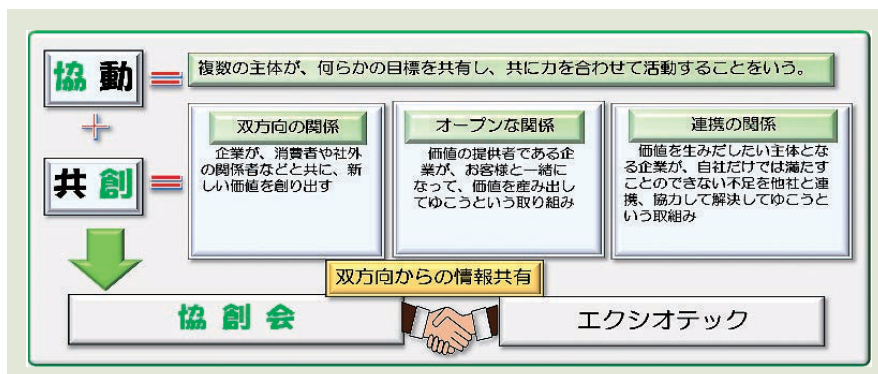 協動
複数の主体が、何らかの目標を共有し、共に力を合わせて活動することをいう。
共創
双方向の関係
企業が、消費者や社外
の関係者などと共に、新
しい価値を創り出す
オープンな関係
価値の提供者である企
業が、お客様と一緒に
なって、価値を産み出し
てゆこうという取り組み
連携の関係
価値を生みだしたい主体とな
る企業が、自社だけでは満たす
ことのできない不足を他社と連
携、協力して解決してゆこうと
いう取組み
双方向からの情報共有
協創会
エクシオテック